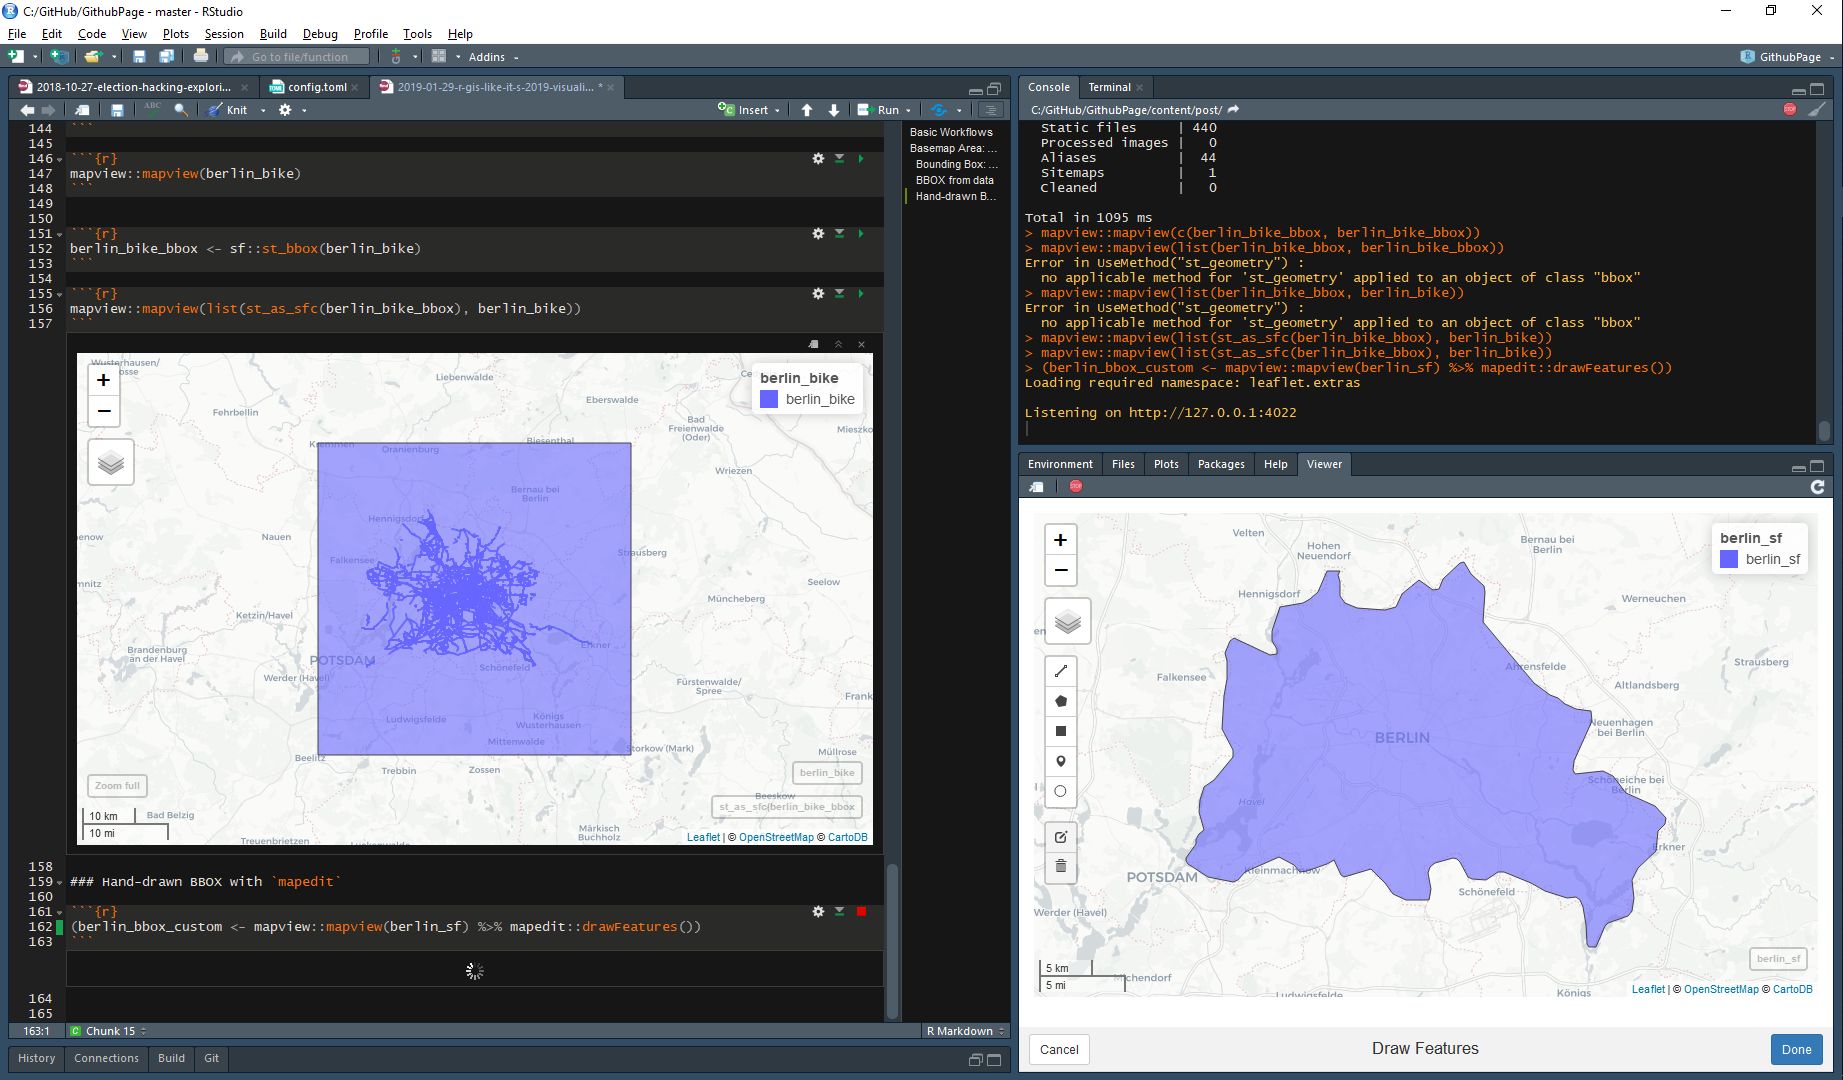 C:/GitHub/GithubPage - master - RStudio
File Edit Code View Plots Session Build Debug Profile Tools Help
Go to file/function Addins GithubPage
2018-10-27-election-hacking-explori... config.toml 2019-01-29-r-gis-like-it-s-2019-visuali... *
ABC Knit Insert Run
144 ```
145
146 ```{r}
147 mapview::mapview(berlin_bike)
148 ```
149
150
151 ```{r}
152 berlin_bike_bbox <- sf::st_bbox(berlin_bike)
153 ```
154
155 ```{r}
156 mapview::mapview(list(st_as_sfc(berlin_bike_bbox), berlin_bike))
157 ```
Wusterhausen/
Dosse
Liebenwalde
berlin_bike
berlin_bike
+
−
Fehrbellin
Eberswalde
Bad
Freienwalde
(Oder)
Mieszko
Kremmen
Oranienburg
Biesenthal
Wriezen
Bernau bei
Berlin
Hennigsdorf
Nauen
Falkensee
Strausberg
Seelow
Müncheberg
Ketzin/Havel
Brandenburg
an der Havel
POTSDAM
Werder (Havel)
Schönefeld
Erkner
Fürstenwalde/
Spree
Frank
Ludwigsfelde
Königs
Wusterhausen
Mittenwalde
Storkow (Mark)
Müllrose
Beelitz
Trebbin
Zossen
Zoom full
berlin_bike
Beeskow
st_as_sfc(berlin_bike_bbox
10 km
10 mi
Bad Belzig
Treuenbrietzen
Luckenwalde
Märkisch
Buchholz
Leaflet | © OpenStreetMap © CartoDB
158
159 ### Hand-drawn BBOX with `mapedit`
160
161 ```{r}
162 (berlin_bbox_custom <- mapview::mapview(berlin_sf) %>% mapedit::drawFeatures())
163 ```
164
165
163:1 Chunk 15 R Markdown
History Connections Build Git
Basic Workflows
Basemap Area: ...
Bounding Box: ...
BBOX from data
Hand-drawn B...
Console Terminal
C:/GitHub/GithubPage/content/post/
STOP
Static files | 440
Processed images | 0
Aliases | 44
Sitemaps | 1
Cleaned | 0
Total in 1095 ms
> mapview::mapview(c(berlin_bike_bbox, berlin_bike_bbox))
> mapview::mapview(list(berlin_bike_bbox, berlin_bike_bbox))
Error in UseMethod("st_geometry") :
no applicable method for 'st_geometry' applied to an object of class "bbox"
> mapview::mapview(list(berlin_bike_bbox, berlin_bike))
Error in UseMethod("st_geometry") :
no applicable method for 'st_geometry' applied to an object of class "bbox"
> mapview::mapview(list(st_as_sfc(berlin_bike_bbox), berlin_bike))
> mapview::mapview(list(st_as_sfc(berlin_bike_bbox), berlin_bike))
> (berlin_bbox_custom <- mapview::mapview(berlin_sf) %>% mapedit::drawFeatures())
Loading required namespace: leaflet.extras
Listening on http://127.0.0.1:4022
Environment Files Plots Packages Help Viewer
STOP
+
−
Velten
Hohen
Neuendorf
Bernau bei
Berlin
berlin_sf
berlin_sf
Hennigsdorf
Werneuchen
Falkensee
Ahrensfelde
Strausberg
Altlandsberg
Neuenhagen
bei Berlin
BERLIN
Schöneiche bei
Berlin
Havel
Erkner
Kleinmachnow
POTSDAM
Schönefeld
Werder (Havel)
berlin_sf
5 km
5 mi
Michendorf
Ludwigsfelde
Königs
Leaflet | © OpenStreetMap © CartoDB
Cancel Draw Features Done